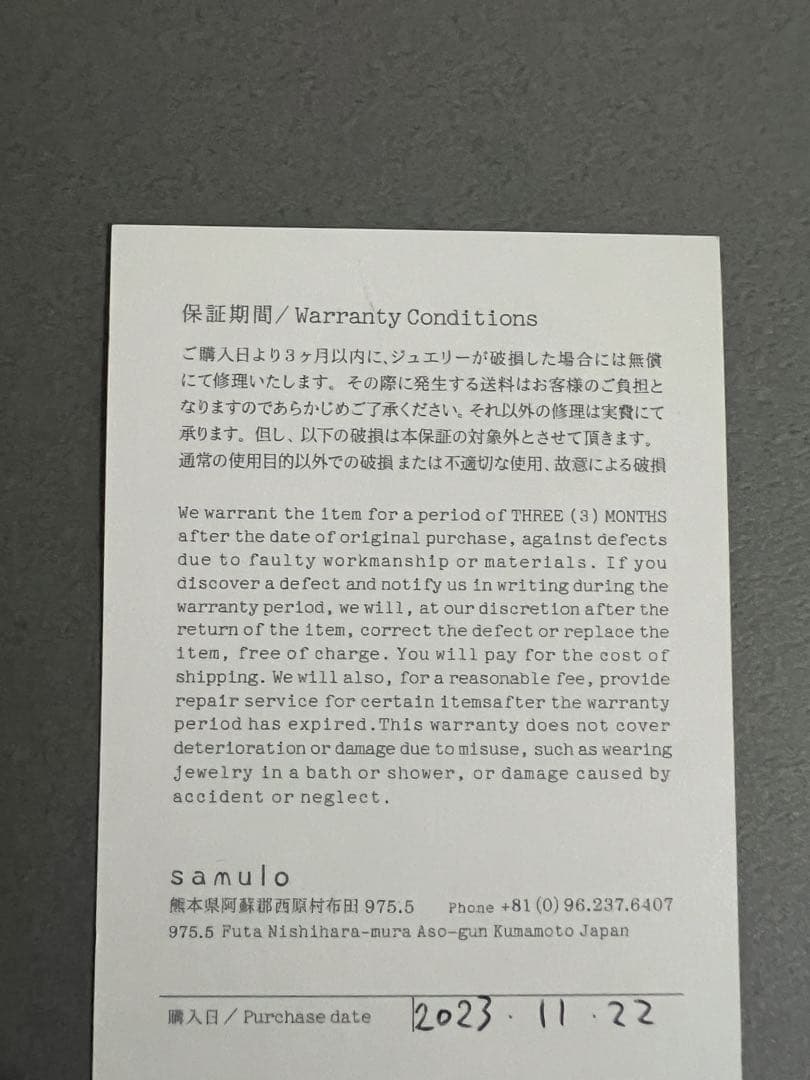 保証期間/Warranty Conditions
ご購入日より3ヶ月以内に、ジュエリーが破損した場合には無償
にて修理いたします。その際に発生する送料はお客様のご負担と
なりますのであらかじめご了承ください。それ以外の修理は実費にて
承ります。但し、以下の破損は本保証の対象外とさせて頂きます。
通常の使用目的以外での破損または不適切な使用、故意による破損
We warrant the item for a period of THREE (3) MONTHS
after the date of original purchase, against defects
due to faulty workmanship or materials. If you
discover a defect and notify us in writing during the
warranty period, we will, at our discretion after the
return of the item, correct the defect or replace the
item, free of charge. You will pay for the cost of
shipping. We will also, for a reasonable fee, provide
repair service for certain itemsafter the warranty
period has expired.This warranty does not cover
deterioration or damage due to misuse, such as wearing
jewelry in a bath or shower, or damage caused by
accident or neglect.
samulo
熊本県阿蘇郡西原村布田 975.5 Phone +81(0)96.237.6407
975.5 Futa Nishihara-mura Aso-gun Kumamoto Japan
購入日/Purchase date 2023.11.22